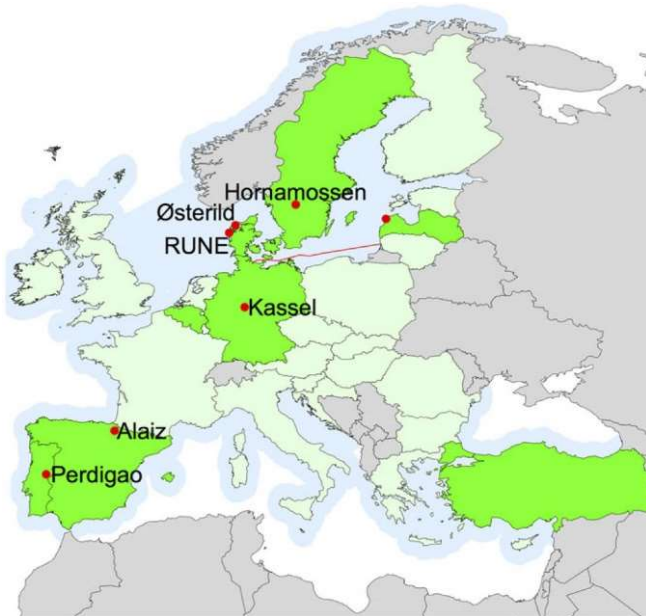 Hornamossen
Østerild
RUNE
Kassel
Alaiz
Perdigao